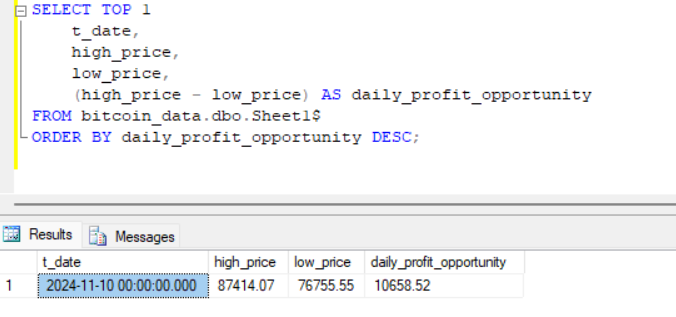 SELECT TOP 1
t_date,
high_price,
low_price,
(high_price - low_price) AS daily_profit_opportunity
FROM bitcoin_data.dbo.Sheet1$
ORDER BY daily_profit_opportunity DESC;
Results Messages
t_date high_price low_price daily_profit_opportunity
1 2024-11-10 00:00:00.000 87414.07 76755.55 10658.52